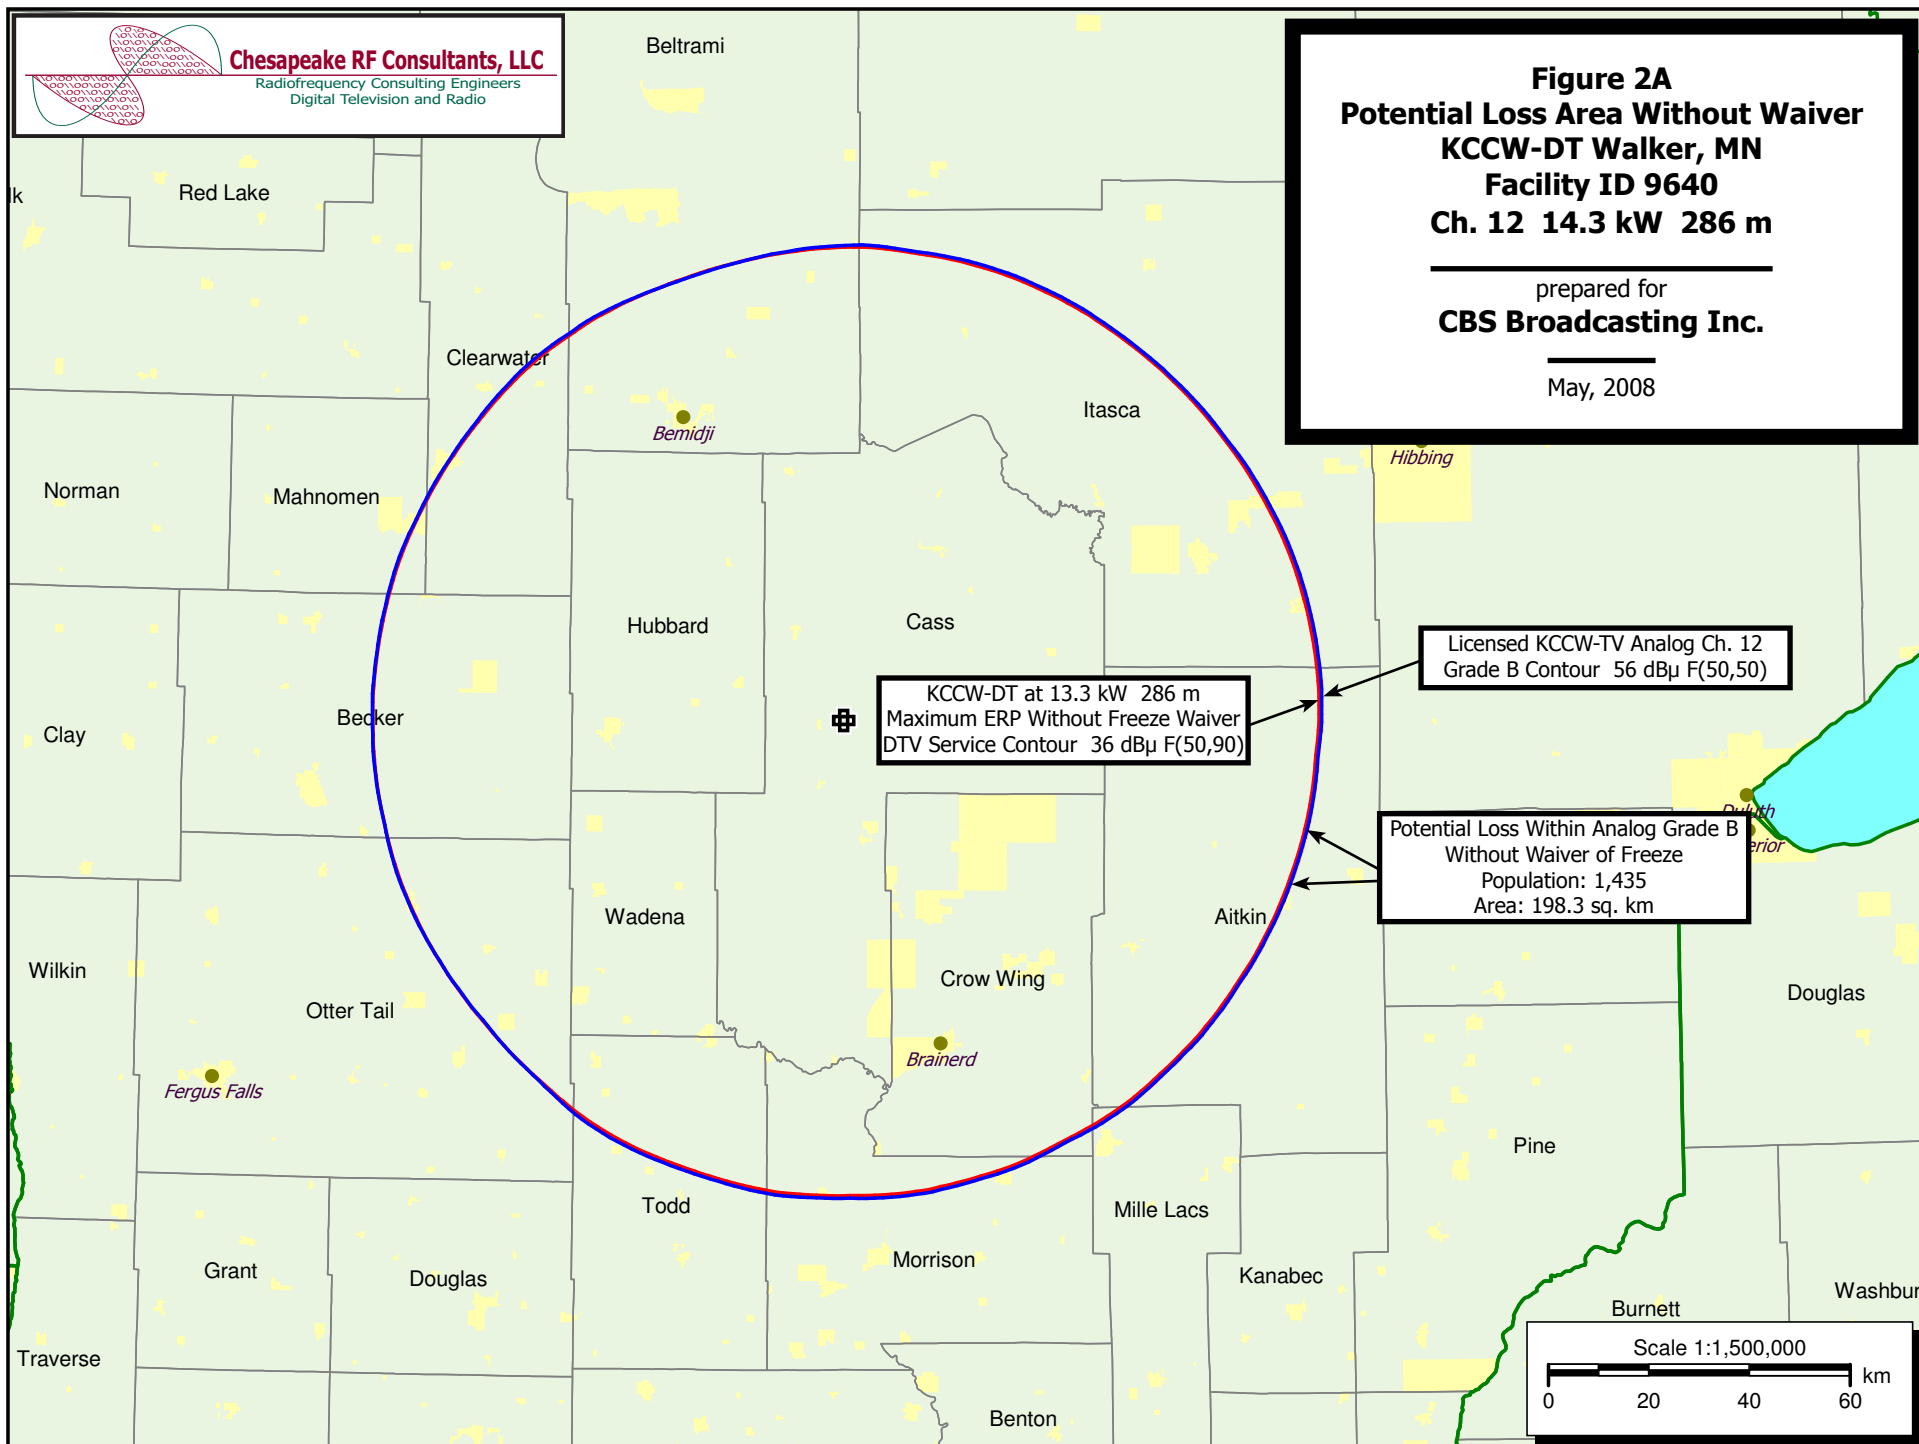 Chesapeake RF Consultants, LLC
Radiofrequency Consulting Engineers
Digital Television and Radio
Figure 2A
Potential Loss Area Without Waiver
KCCW-DT Walker, MN
Facility ID 9640
Ch. 12 14.3 kW 286 m
prepared for
CBS Broadcasting Inc.
May, 2008
Beltrami
lk
Red Lake
Clearwater
Itasca
Bemidji
Hibbing
Norman
Mahnomen
Hubbard
Cass
Licensed KCCW-TV Analog Ch. 12
Grade B Contour 56 dBµ F(50,50)
KCCW-DT at 13.3 kW 286 m
Maximum ERP Without Freeze Waiver
DTV Service Contour 36 dBµ F(50,90)
Clay
Becker
Duluth
erior
Potential Loss Within Analog Grade B
Without Waiver of Freeze
Population: 1,435
Area: 198.3 sq. km
Wadena
Aitkin
Wilkin
Otter Tail
Crow Wing
Douglas
Brainerd
Fergus Falls
Pine
Todd
Mille Lacs
Morrison
Grant
Douglas
Kanabec
Washbur
Burnett
Traverse
Benton
Scale 1:1,500,000
km
0 20 40 60